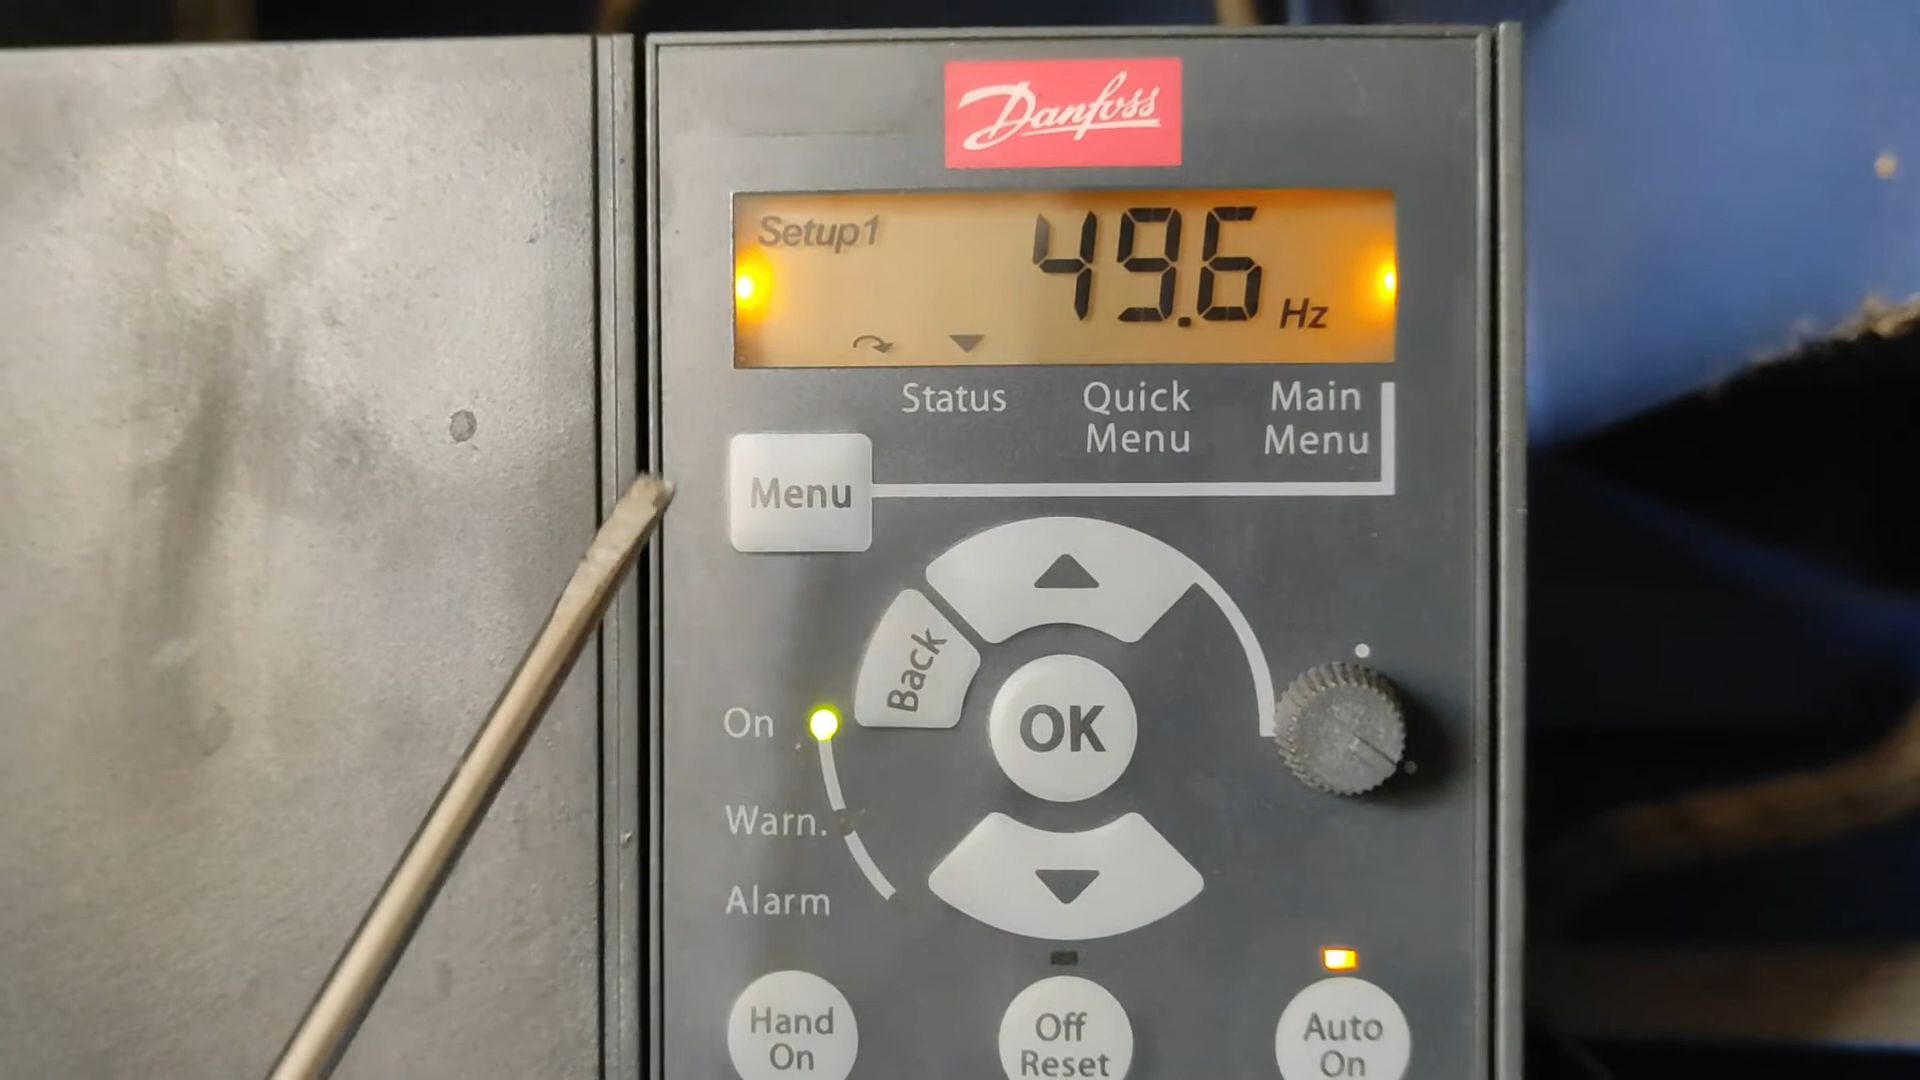 Danfoss
Setup1 49.6 Hz
Status Quick Menu Main Menu
Menu
Back
OK
On
Warn.
Alarm
Hand On
Off Reset
Auto On